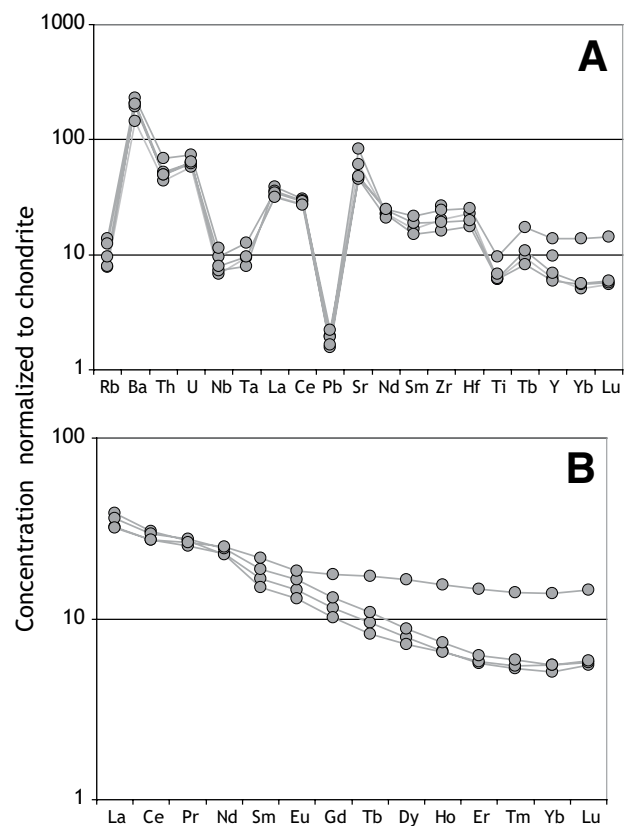 1000
A
100
10
1
Rb Ba Th U Nb Ta La Ce Pb Sr Nd Sm Zr Hf Ti Tb Y Yb Lu
Concentration normalized to chondrite
100
B
10
1
La Ce Pr Nd Sm Eu Gd Tb Dy Ho Er Tm Yb Lu